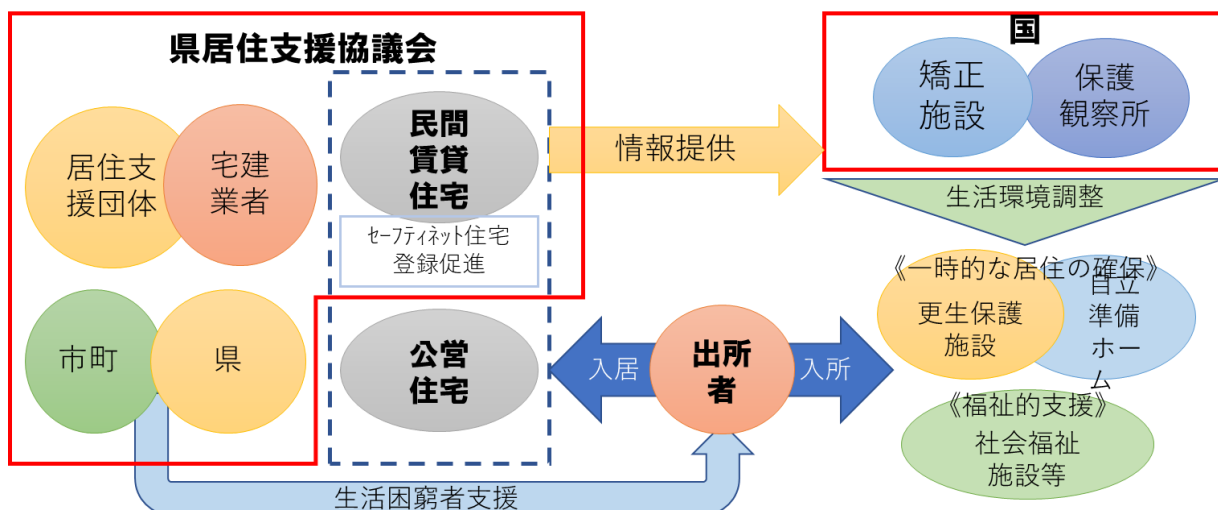 県居住支援協議会
居住支
援団体
宅建
業者
民間
賃貸
住宅
ｾｰﾌﾃｨﾈｯﾄ住宅
登録促進
市町
県
公営
住宅
情報提供
国
矯正
施設
保護
観察所
生活環境調整
《一時的な居住の確保》
更生保護
施設
自立
準備
ホー
ム
入居
出所
者
入所
《福祉的支援》
社会福祉
施設等
生活困窮者支援